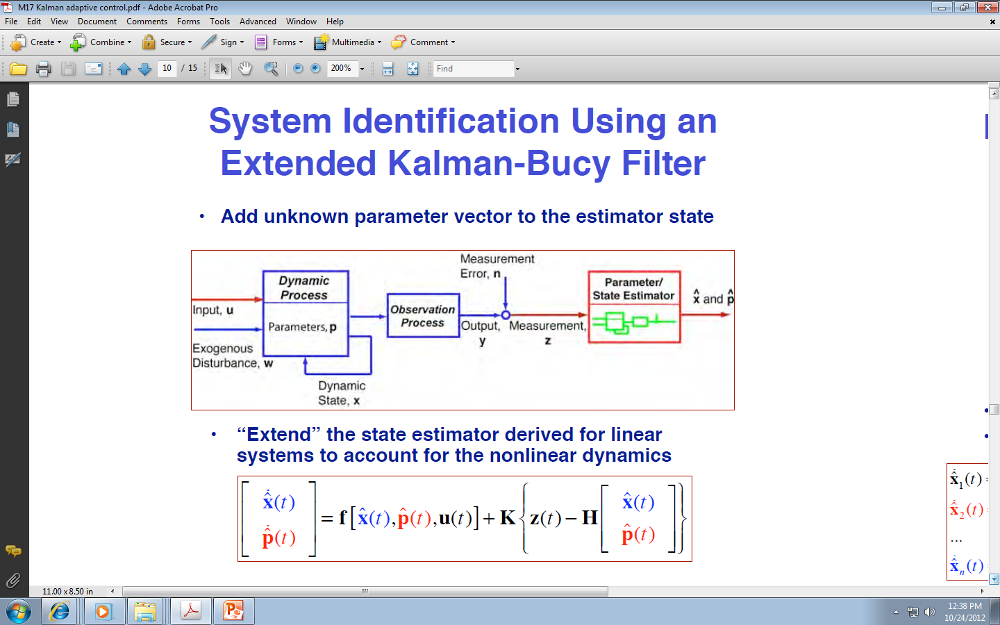 M17 Kalman adaptive control.pdf - Adobe Acrobat Pro
File Edit View Document Comments Forms Tools Advanced Window Help
Create Combine Secure Sign Forms Multimedia Comment
10 / 15 200% Find
System Identification Using an
Extended Kalman-Bucy Filter
• Add unknown parameter vector to the estimator state
Measurement
Error, n
Dynamic
Process
Input, u
Parameters, p
Exogenous
Disturbance, w
Dynamic
State, x
Observation
Process
Output,
y
Measurement,
z
Parameter/
State Estimator
x̂ and p̂
• “Extend” the state estimator derived for linear
systems to account for the nonlinear dynamics
[ x̂̇(t) p̂̇(t) ] = f[x̂(t),p̂(t),u(t)] + K { z(t) − H [ x̂(t) p̂(t) ] }
x̂̇₁(t) =
x̂̇₂(t)
...
x̂̇ₙ(t)
11.00 x 8.50 in
12:38 PM
10/24/2012